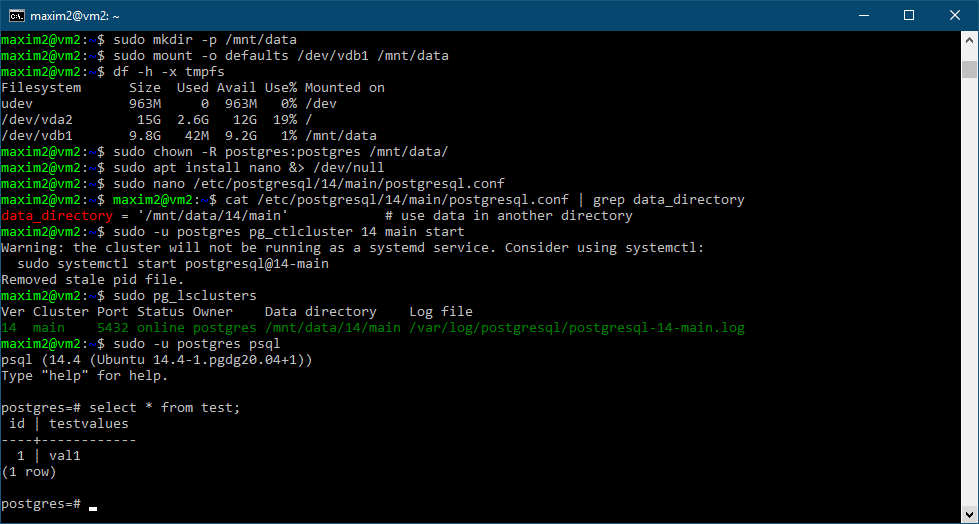 maxim2@vm2: ~
maxim2@vm2:~$ sudo mkdir -p /mnt/data
maxim2@vm2:~$ sudo mount -o defaults /dev/vdb1 /mnt/data
maxim2@vm2:~$ df -h -x tmpfs
Filesystem      Size  Used Avail Use% Mounted on
udev            963M     0  963M   0% /dev
/dev/vda2        15G  2.6G   12G  19% /
/dev/vdb1       9.8G   42M  9.2G   1% /mnt/data
maxim2@vm2:~$ sudo chown -R postgres:postgres /mnt/data/
maxim2@vm2:~$ sudo apt install nano &> /dev/null
maxim2@vm2:~$ sudo nano /etc/postgresql/14/main/postgresql.conf
maxim2@vm2:~$ maxim2@vm2:~$ cat /etc/postgresql/14/main/postgresql.conf | grep data_directory
data_directory = '/mnt/data/14/main'            # use data in another directory
maxim2@vm2:~$ sudo -u postgres pg_ctlcluster 14 main start
Warning: the cluster will not be running as a systemd service. Consider using systemctl:
  sudo systemctl start postgresql@14-main
Removed stale pid file.
maxim2@vm2:~$ sudo pg_lsclusters
Ver Cluster Port Status Owner    Data directory    Log file
14  main    5432 online postgres /mnt/data/14/main /var/log/postgresql/postgresql-14-main.log
maxim2@vm2:~$ sudo -u postgres psql
psql (14.4 (Ubuntu 14.4-1.pgdg20.04+1))
Type "help" for help.
postgres=# select * from test;
 id | testvalues
----+------------
  1 | val1
(1 row)
postgres=#